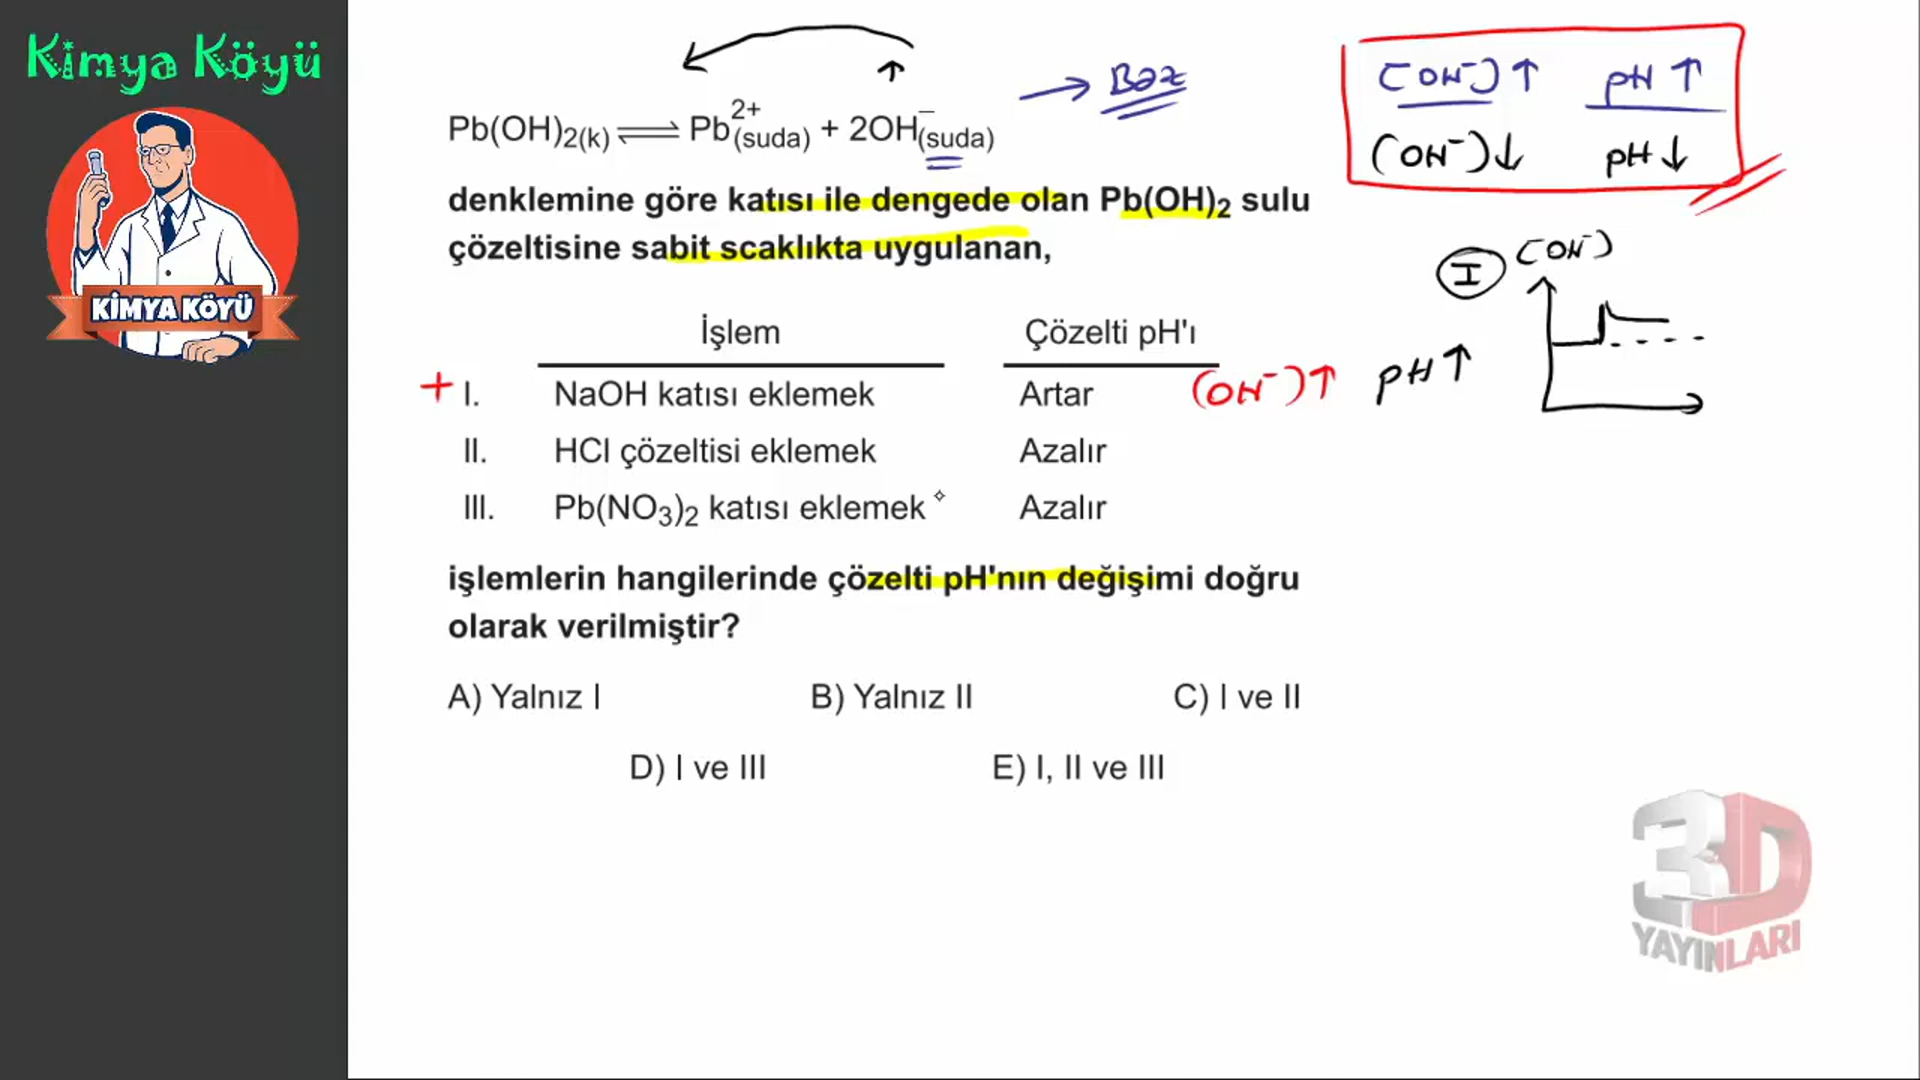 Kimya Köyü
KİMYA KÖYÜ
Pb(OH)2(k) ⇌ Pb2+(suda) + 2OH−(suda)
→ Baz
(OH−)↑ pH↑
(OH−)↓ pH↓
denklemine göre katısı ile dengede olan Pb(OH)2 sulu
çözeltisine sabit scaklıkta uygulanan,
I (OH−)
İşlem Çözelti pH'ı
+ I. NaOH katısı eklemek Artar (OH−)↑ pH↑
II. HCl çözeltisi eklemek Azalır
III. Pb(NO3)2 katısı eklemek Azalır
işlemlerin hangilerinde çözelti pH'nın değişimi doğru
olarak verilmiştir?
A) Yalnız I B) Yalnız II C) I ve II
D) I ve III E) I, II ve III
3D
YAYINLARI